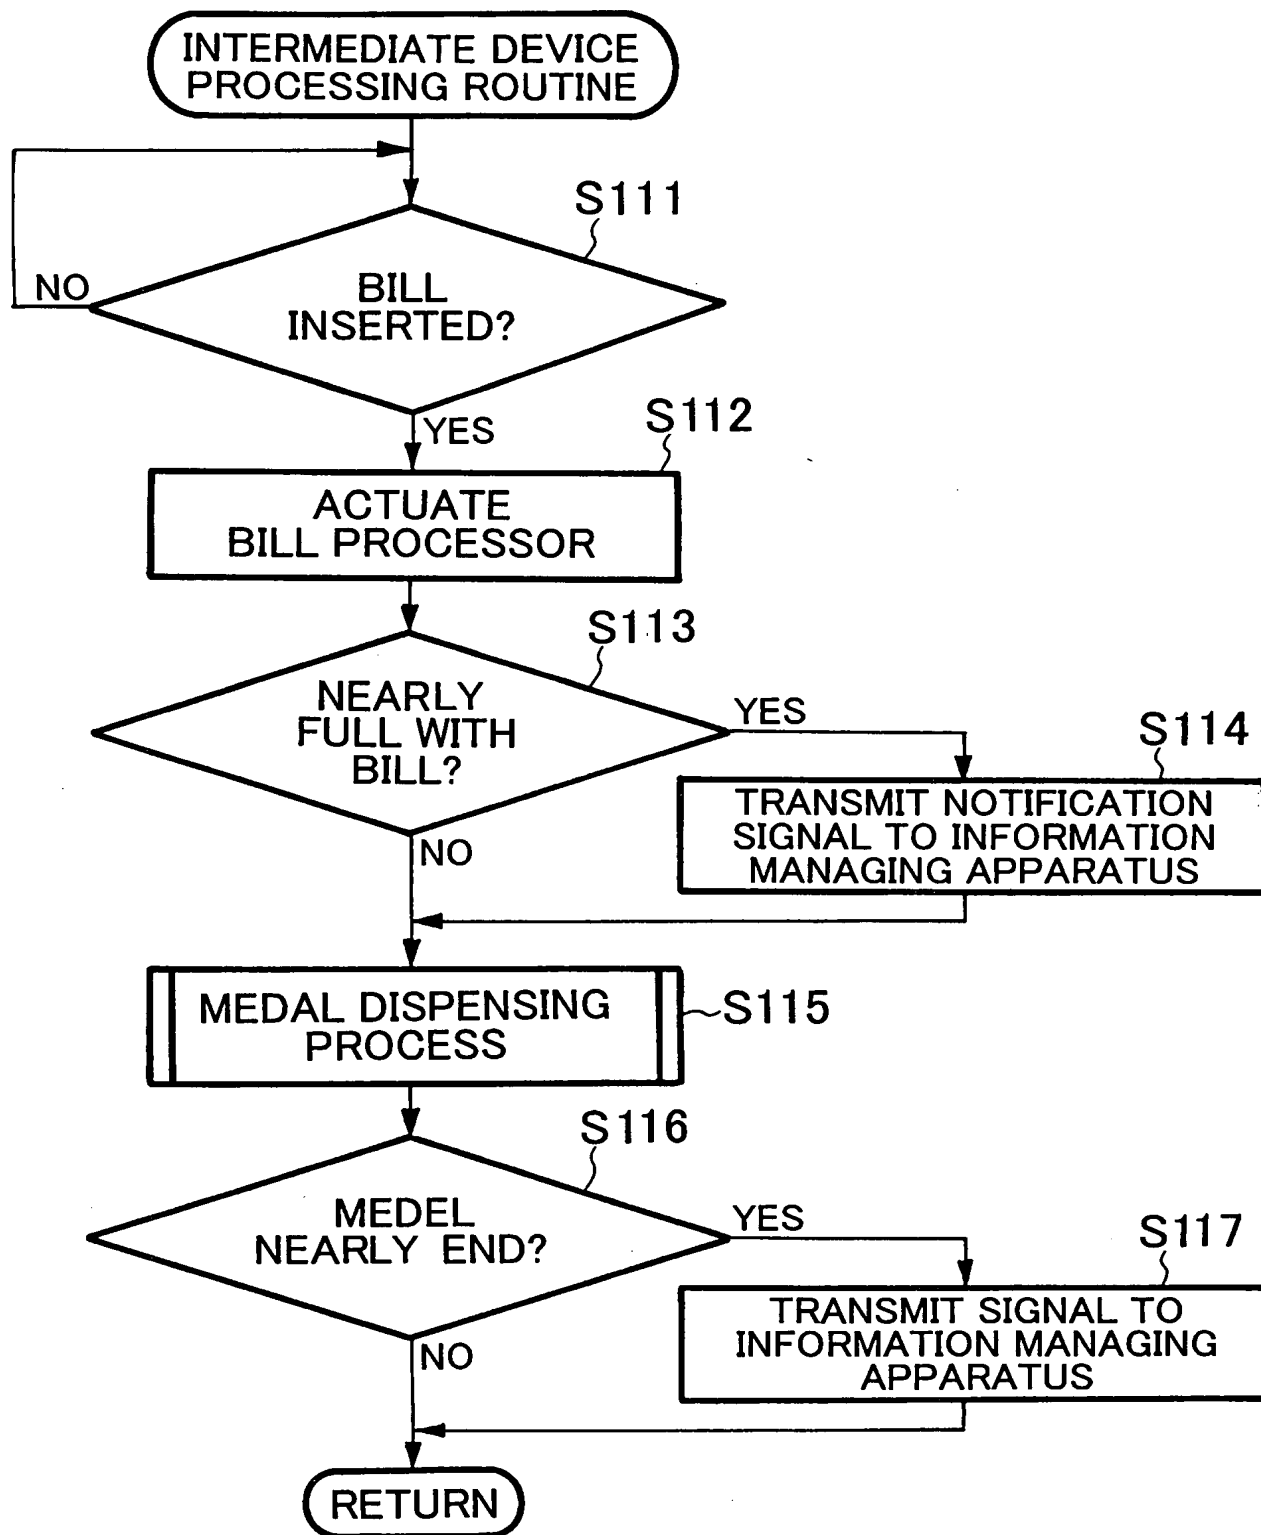 INTERMEDIATE DEVICE
PROCESSING ROUTINE
S111
NO
BILL
INSERTED?
YES
S112
ACTUATE
BILL PROCESSOR
S113
NEARLY
FULL WITH
BILL?
YES
S114
TRANSMIT NOTIFICATION
SIGNAL TO INFORMATION
MANAGING APPARATUS
NO
MEDAL DISPENSING
PROCESS
S115
S116
MEDEL
NEARLY END?
YES
S117
TRANSMIT SIGNAL TO
INFORMATION MANAGING
APPARATUS
NO
RETURN